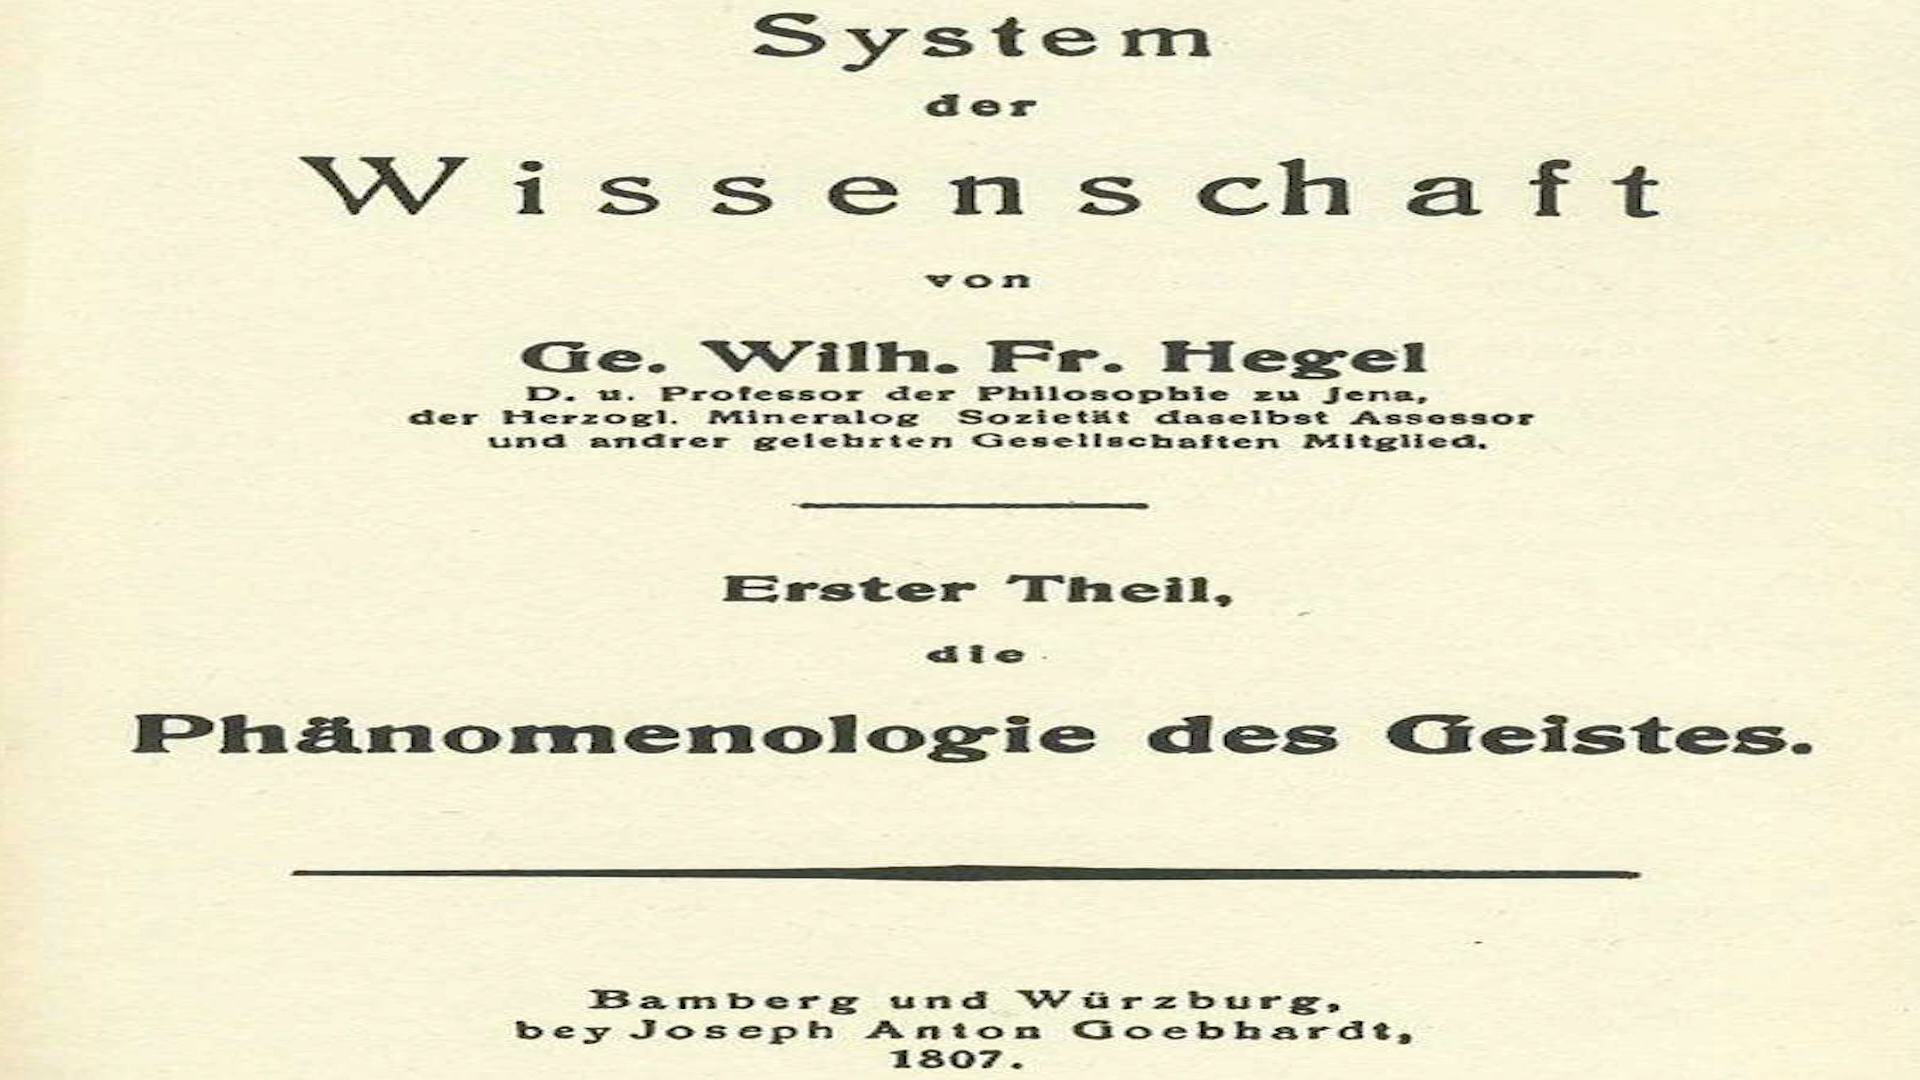 System
der
Wissenschaft
von
Ge. Wilh. Fr. Hegel
D. u. Professor der Philosophie zu Jena,
der Herzogl. Mineralog Sozietät daselbst Assessor
und andrer gelehrten Gesellschaften Mitglied.
Erster Theil,
die
Phänomenologie des Geistes.
Bamberg und Würzburg,
bey Joseph Anton Goebhardt,
1807.